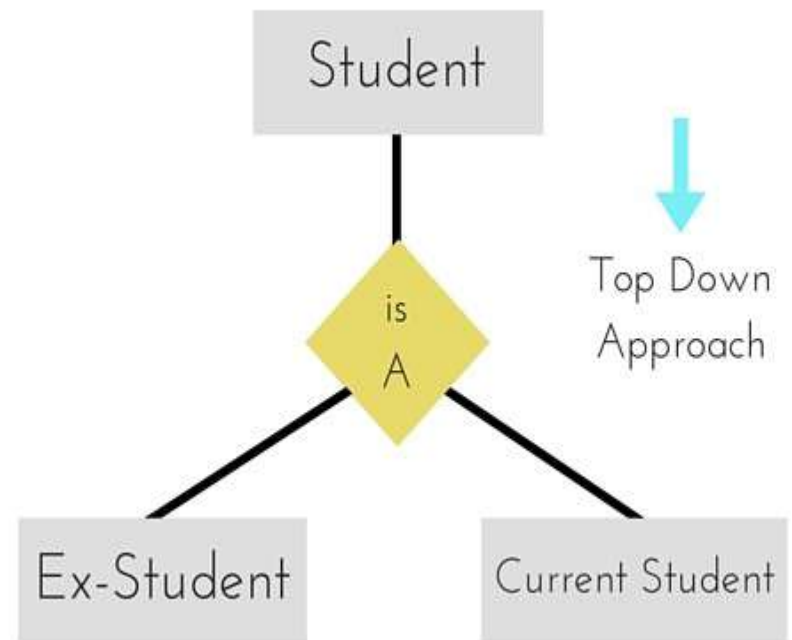 Student
is
A
Top Down
Approach
Ex-Student
Current Student